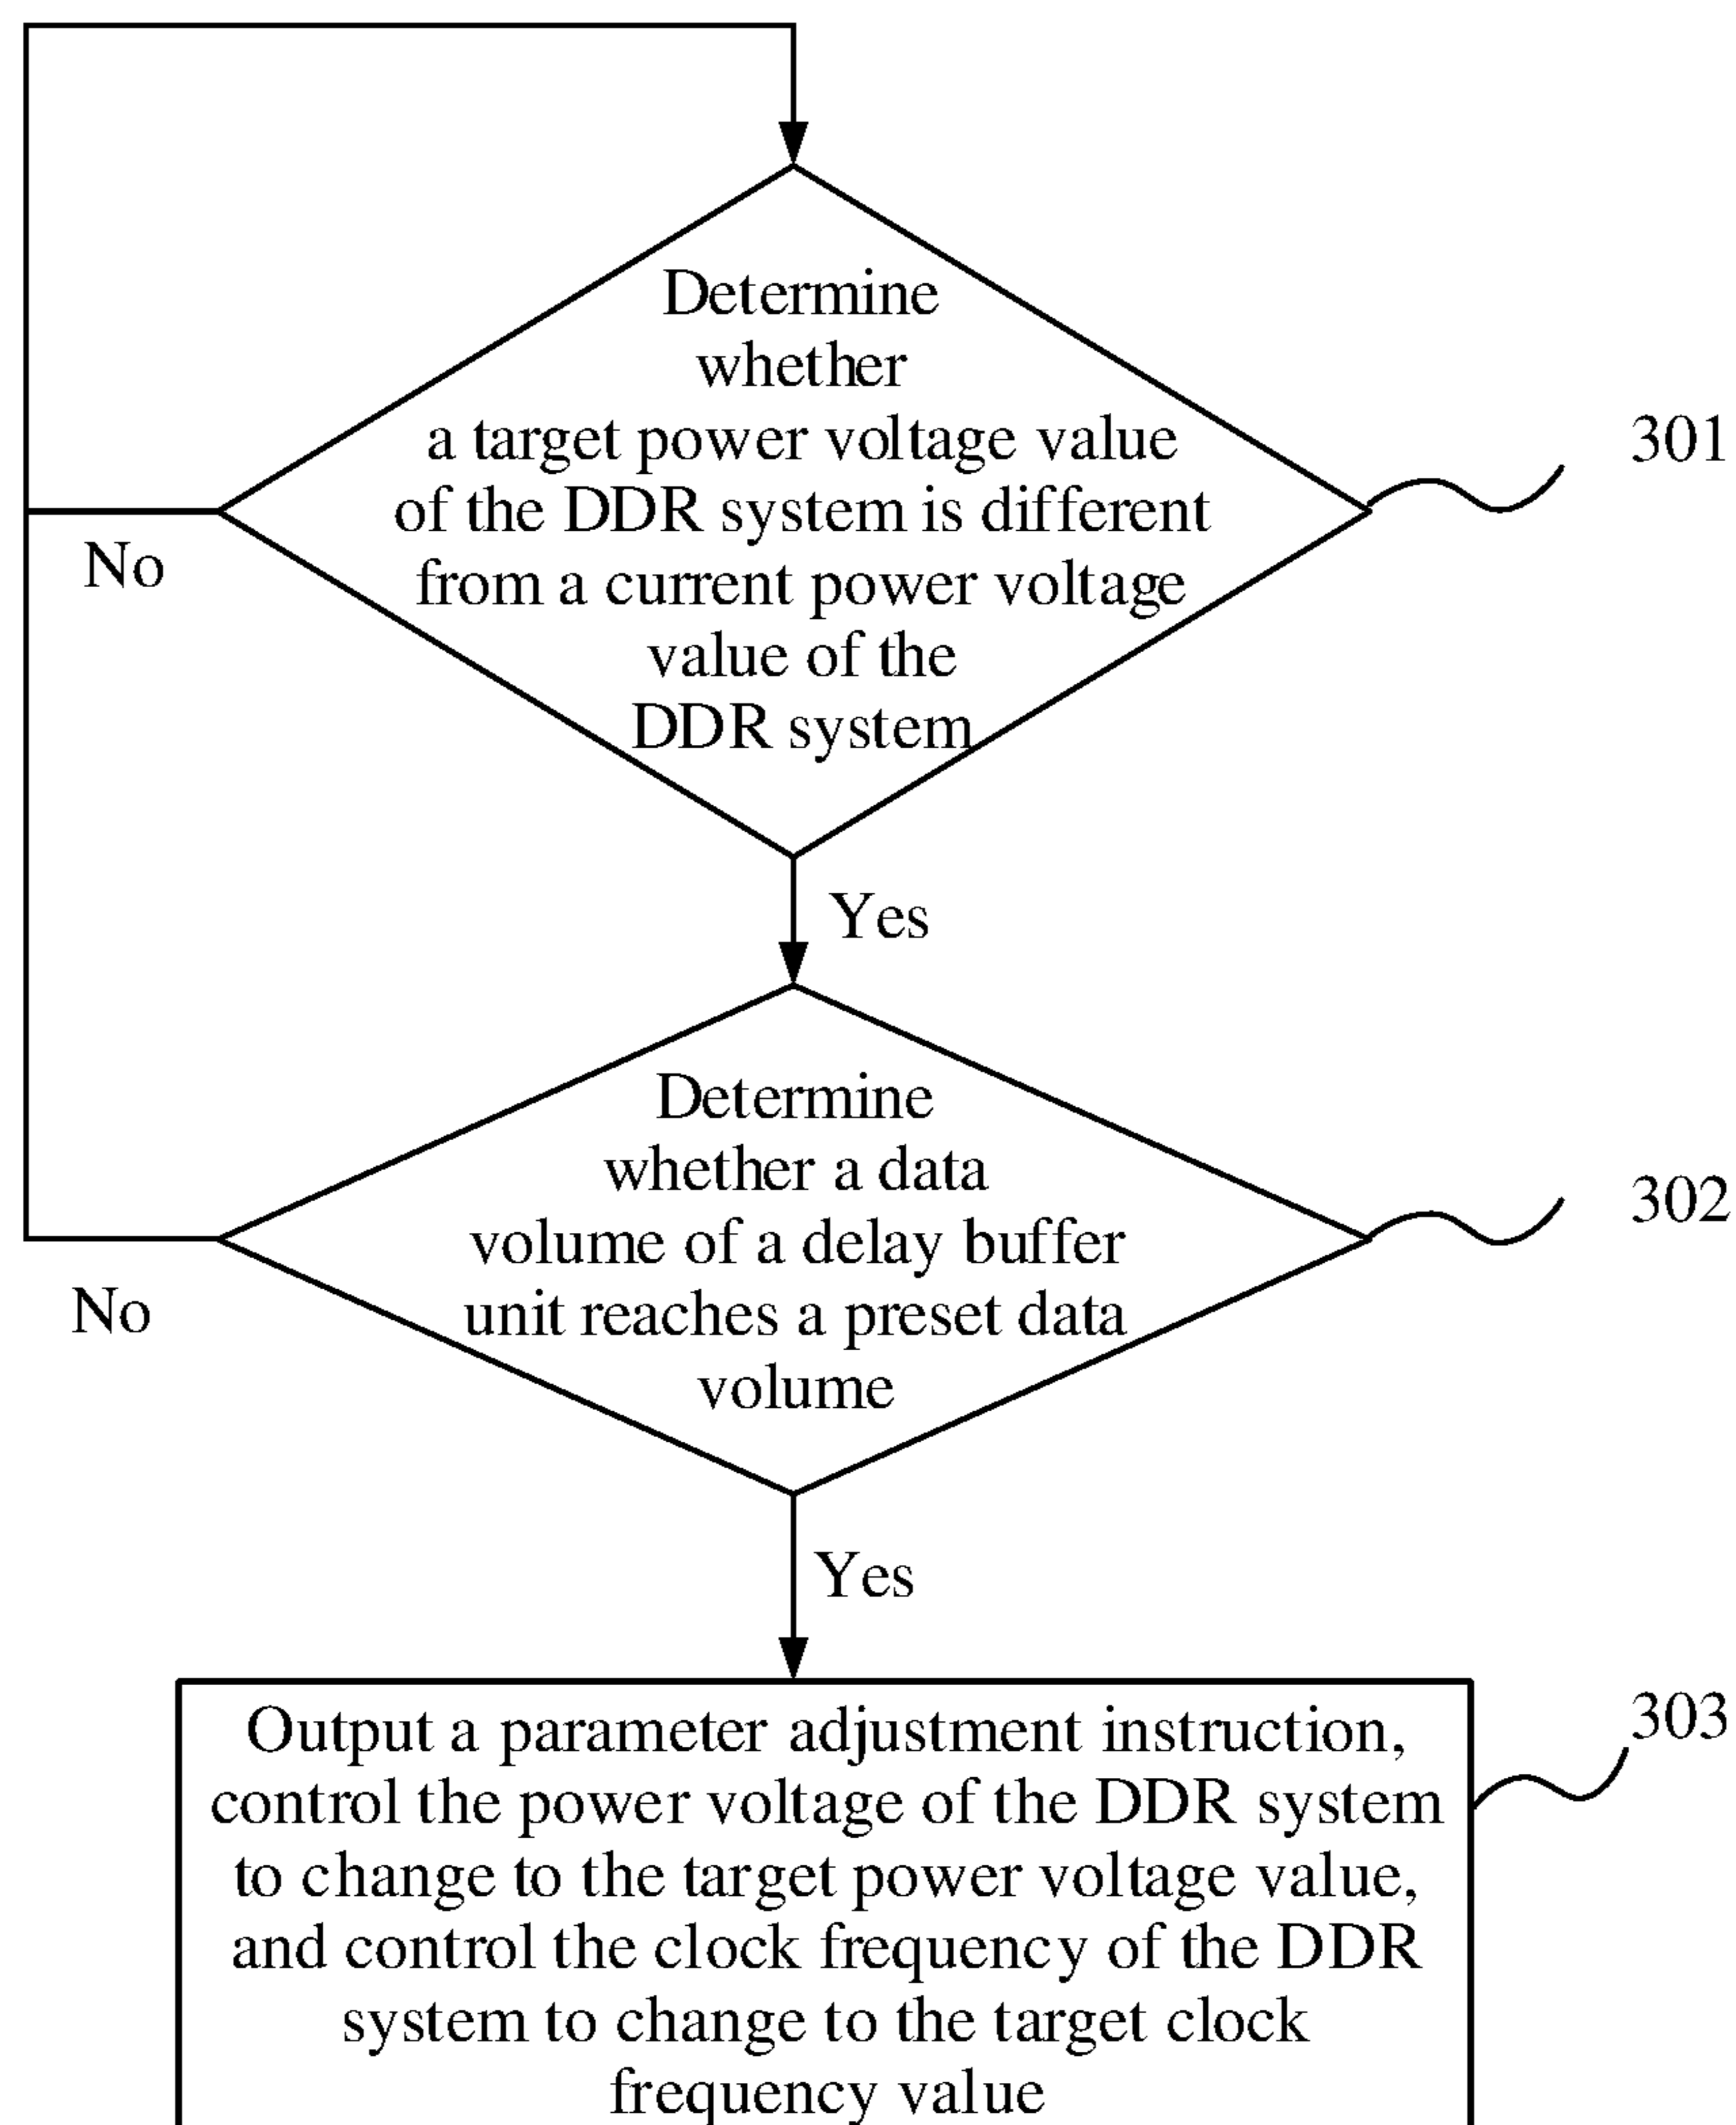 Determine
whether
a target power voltage value
of the DDR system is different
from a current power voltage
value of the
DDR system
301
No
Yes
Determine
whether a data
volume of a delay buffer
unit reaches a preset data
volume
302
No
Yes
Output a parameter adjustment instruction,
control the power voltage of the DDR system
to change to the target power voltage value,
and control the clock frequency of the DDR
system to change to the target clock
frequency value
303